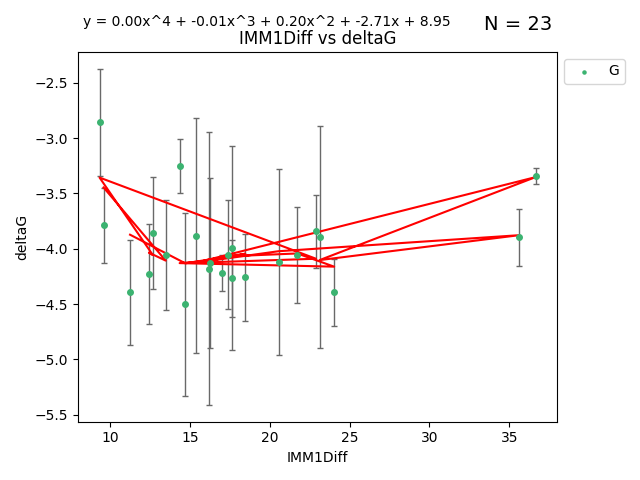 y = 0.00x^4 + -0.01x^3 + 0.20x^2 + -2.71x + 8.95
N = 23
IMM1Diff vs deltaG
G
−2.5
−3.0
−3.5
−4.0
−4.5
−5.0
−5.5
deltaG
10 15 20 25 30 35
IMM1Diff